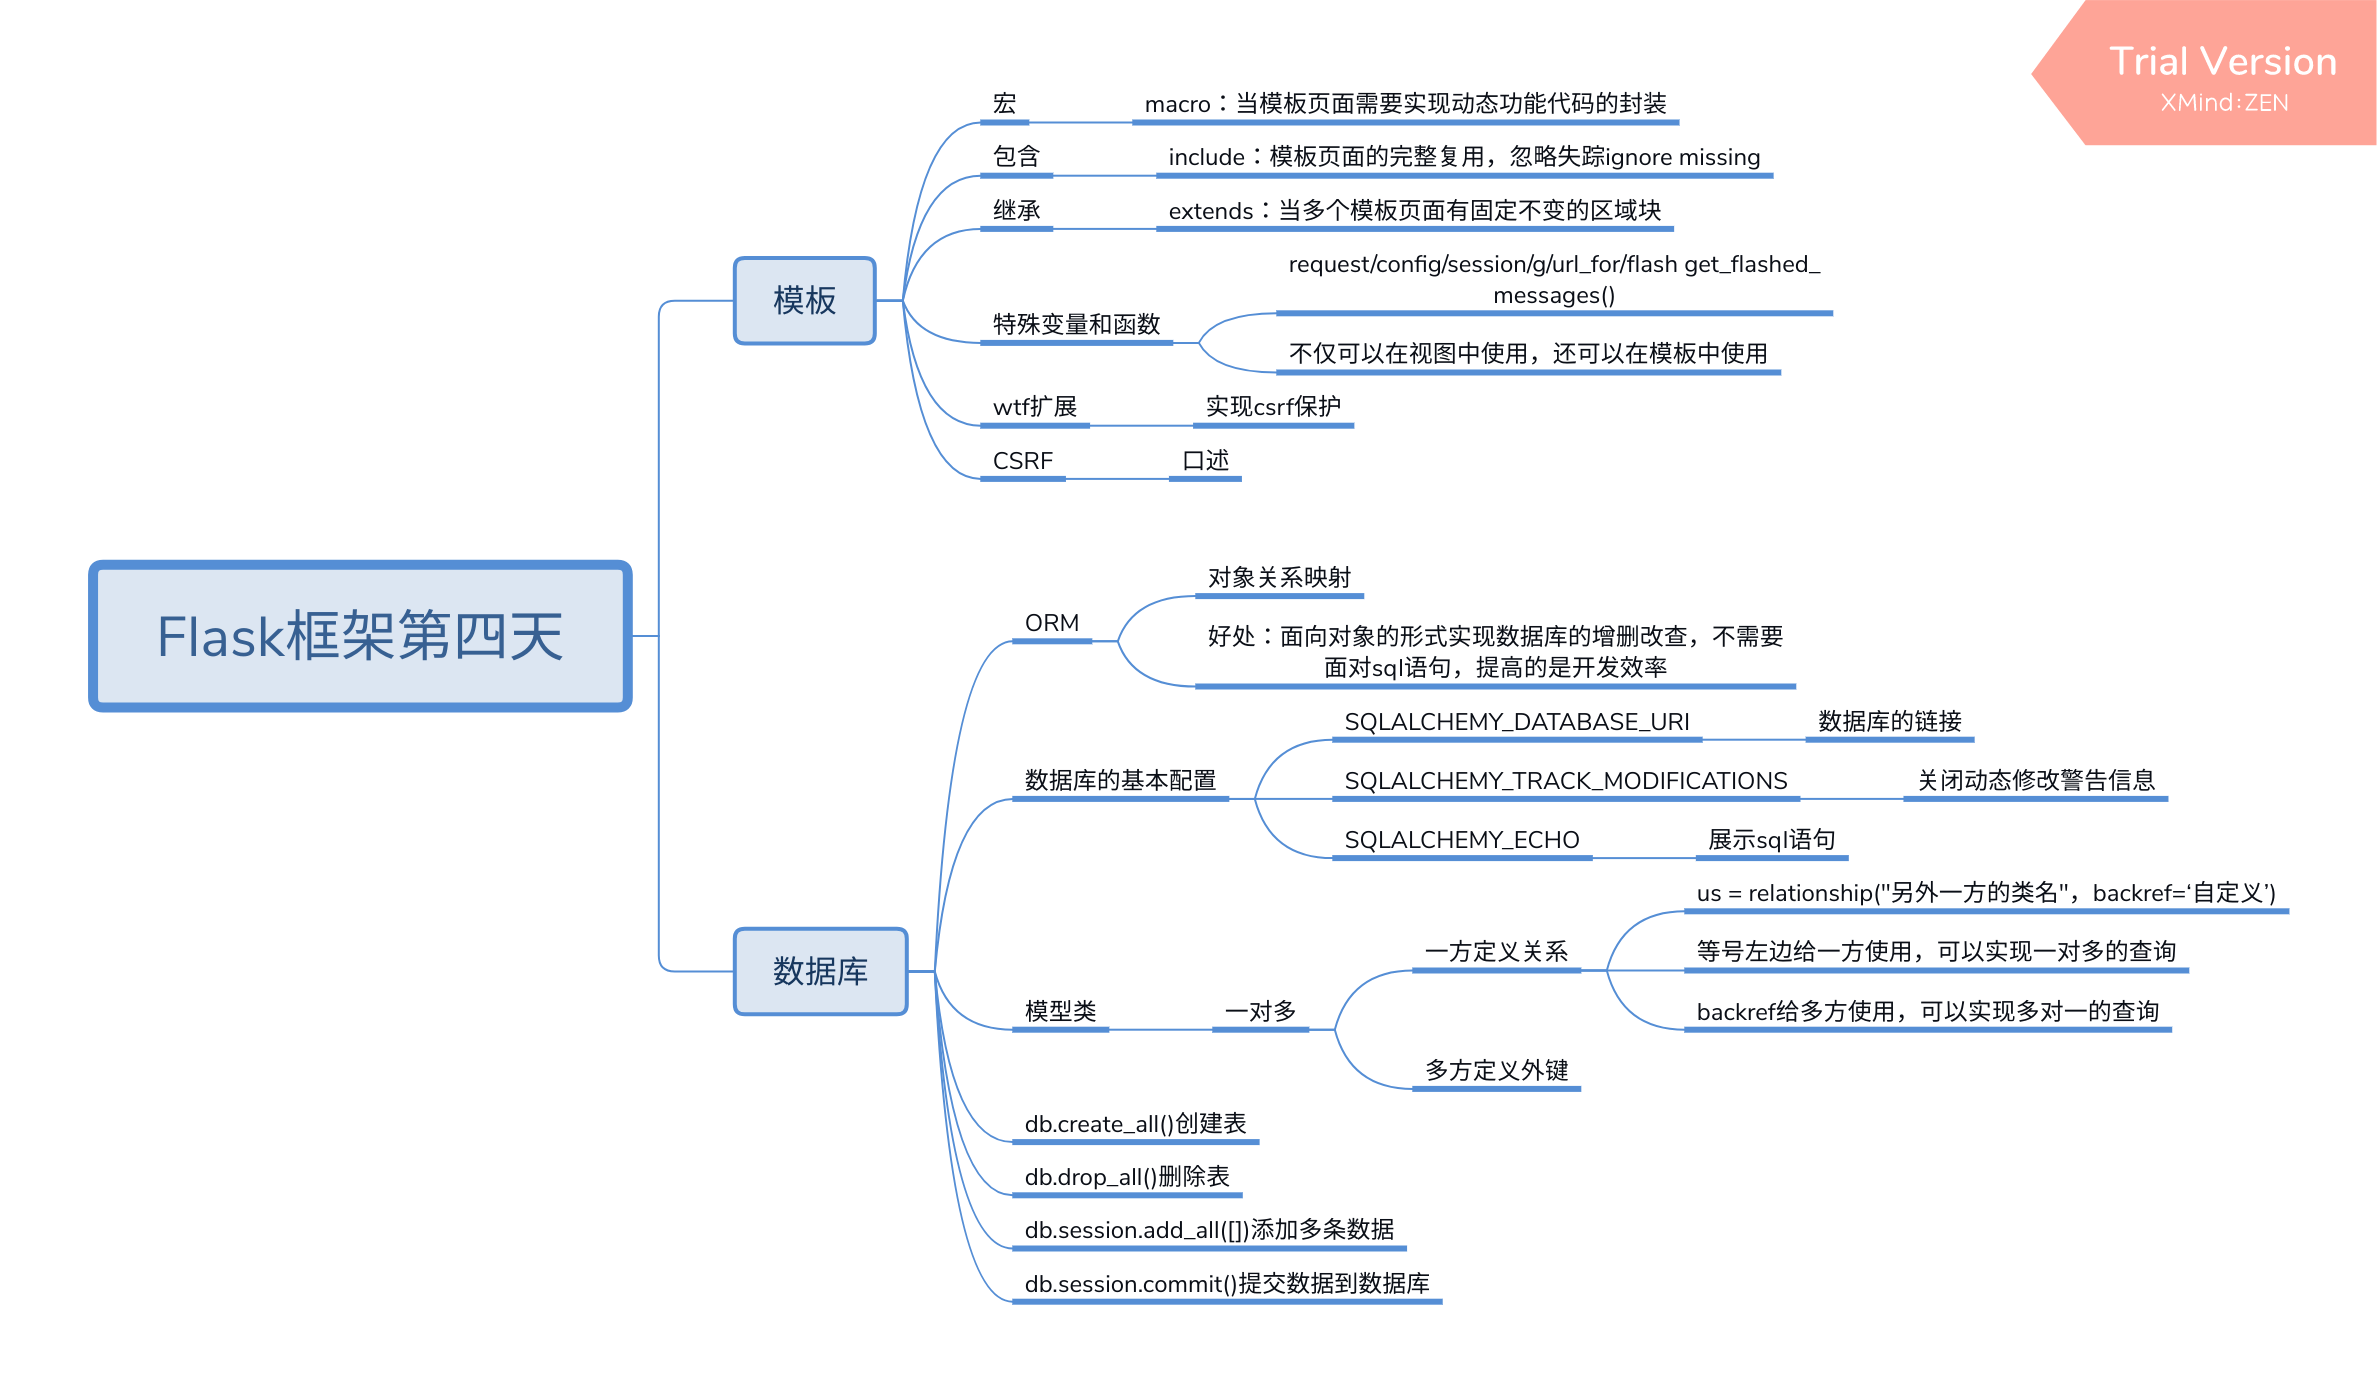 Trial Version
XMind:ZEN
Flask框架第四天
模板
宏
macro：当模板页面需要实现动态功能代码的封装
包含
include：模板页面的完整复用，忽略失踪ignore missing
继承
extends：当多个模板页面有固定不变的区域块
特殊变量和函数
request/config/session/g/url_for/flash get_flashed_
messages()
不仅可以在视图中使用，还可以在模板中使用
wtf扩展
实现csrf保护
CSRF
口述
数据库
ORM
对象关系映射
好处：面向对象的形式实现数据库的增删改查，不需要
面对sql语句，提高的是开发效率
数据库的基本配置
SQLALCHEMY_DATABASE_URI
数据库的链接
SQLALCHEMY_TRACK_MODIFICATIONS
关闭动态修改警告信息
SQLALCHEMY_ECHO
展示sql语句
模型类
一对多
一方定义关系
us = relationship("另外一方的类名"，backref=‘自定义’)
等号左边给一方使用，可以实现一对多的查询
backref给多方使用，可以实现多对一的查询
多方定义外键
db.create_all()创建表
db.drop_all()删除表
db.session.add_all([])添加多条数据
db.session.commit()提交数据到数据库